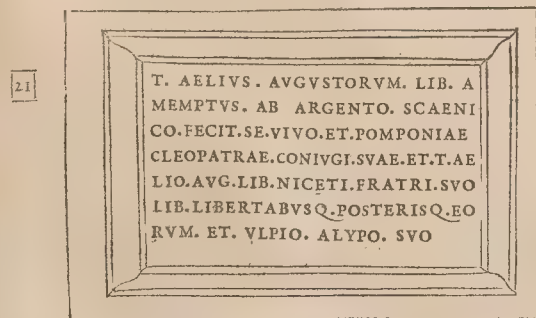 21
T. AELIVS. AVGVSTORVM. LIB. A
MEMPTVS. AB ARGENTO. SCAENI
CO.FECIT.SE.VIVO.ET.POMPONIAE
CLEOPATRAE.CONIVGI.SVAE.ET.T.AE
LIO.AVG.LIB.NICETI.FRATRI.SVO
LIB.LIBERTABVSQ.POSTERISQ.EO
RVM. ET. VLPIO. ALYPO. SVO